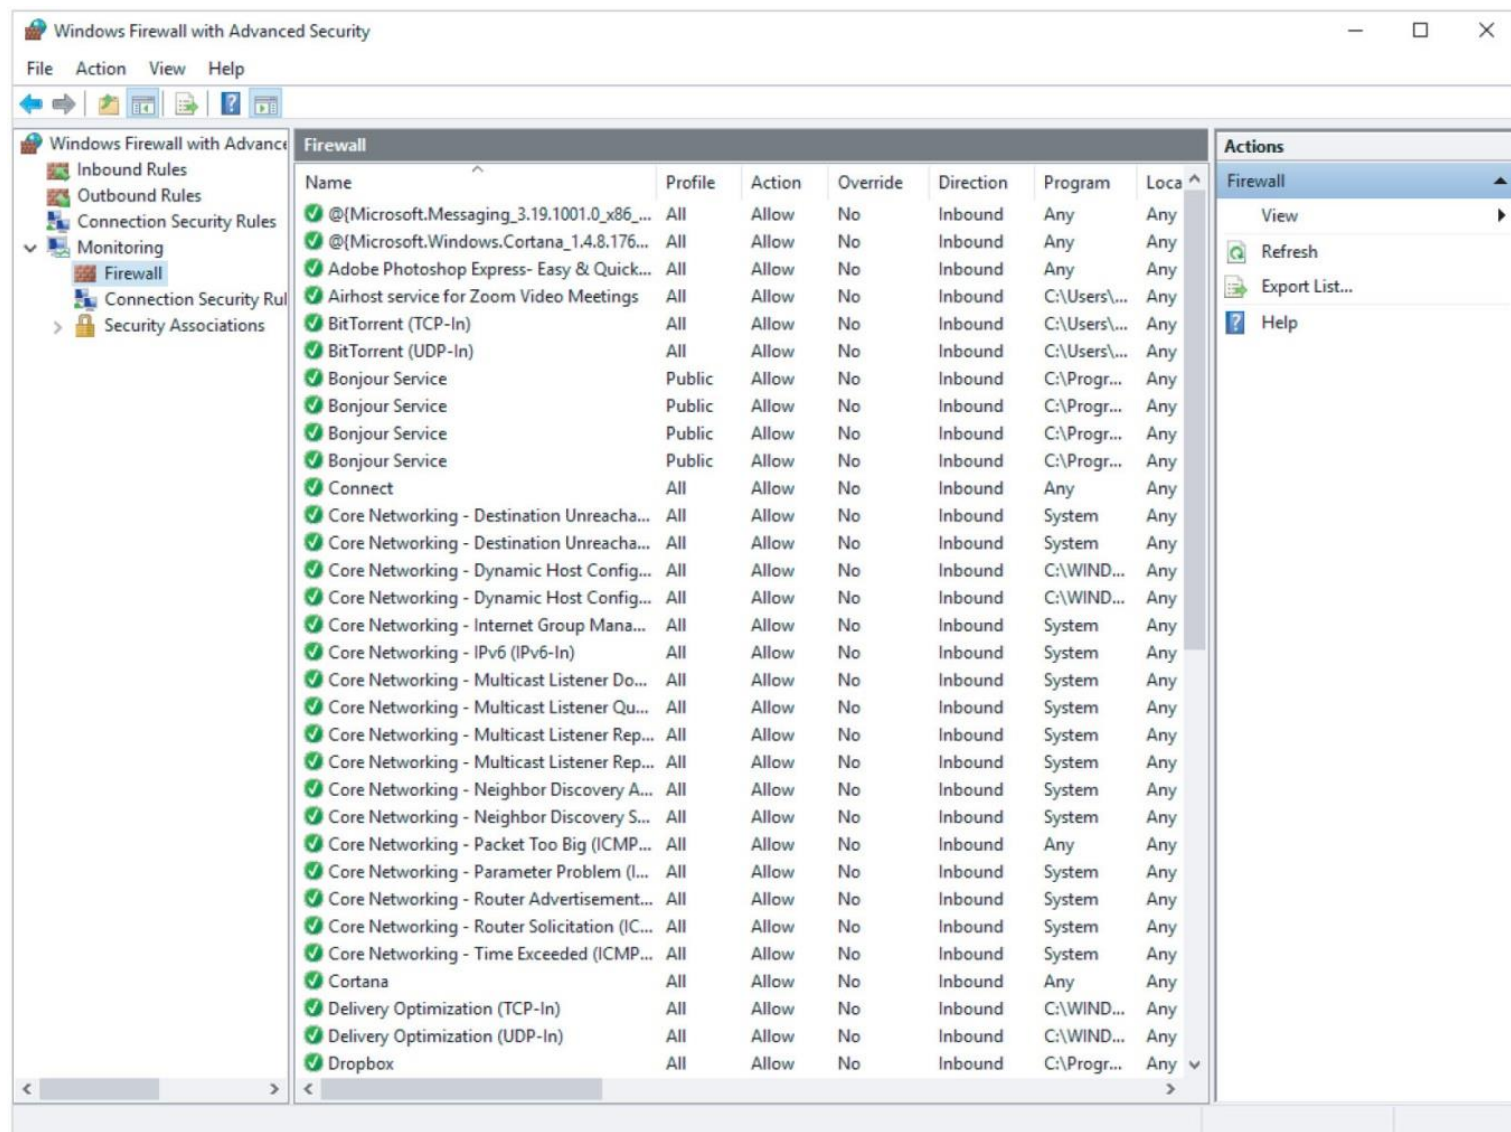 Windows Firewall with Advanced Security
File Action View Help
Windows Firewall with Advance
Inbound Rules
Outbound Rules
Connection Security Rules
Monitoring
Firewall
Connection Security Rul
Security Associations
Firewall
Name Profile Action Override Direction Program Loca
@{Microsoft.Messaging_3.19.1001.0_x86_... All Allow No Inbound Any Any
@{Microsoft.Windows.Cortana_1.4.8.176... All Allow No Inbound Any Any
Adobe Photoshop Express- Easy & Quick... All Allow No Inbound Any Any
Airhost service for Zoom Video Meetings All Allow No Inbound C:\Users\... Any
BitTorrent (TCP-In) All Allow No Inbound C:\Users\... Any
BitTorrent (UDP-In) All Allow No Inbound C:\Users\... Any
Bonjour Service Public Allow No Inbound C:\Progr... Any
Bonjour Service Public Allow No Inbound C:\Progr... Any
Bonjour Service Public Allow No Inbound C:\Progr... Any
Bonjour Service Public Allow No Inbound C:\Progr... Any
Connect All Allow No Inbound Any Any
Core Networking - Destination Unreacha... All Allow No Inbound System Any
Core Networking - Destination Unreacha... All Allow No Inbound System Any
Core Networking - Dynamic Host Config... All Allow No Inbound C:\WIND... Any
Core Networking - Dynamic Host Config... All Allow No Inbound C:\WIND... Any
Core Networking - Internet Group Mana... All Allow No Inbound System Any
Core Networking - IPv6 (IPv6-In) All Allow No Inbound System Any
Core Networking - Multicast Listener Do... All Allow No Inbound System Any
Core Networking - Multicast Listener Qu... All Allow No Inbound System Any
Core Networking - Multicast Listener Rep... All Allow No Inbound System Any
Core Networking - Multicast Listener Rep... All Allow No Inbound System Any
Core Networking - Neighbor Discovery A... All Allow No Inbound System Any
Core Networking - Neighbor Discovery S... All Allow No Inbound System Any
Core Networking - Packet Too Big (ICMP... All Allow No Inbound Any Any
Core Networking - Parameter Problem (I... All Allow No Inbound System Any
Core Networking - Router Advertisement... All Allow No Inbound System Any
Core Networking - Router Solicitation (IC... All Allow No Inbound System Any
Core Networking - Time Exceeded (ICMP... All Allow No Inbound System Any
Cortana All Allow No Inbound Any Any
Delivery Optimization (TCP-In) All Allow No Inbound C:\WIND... Any
Delivery Optimization (UDP-In) All Allow No Inbound C:\WIND... Any
Dropbox All Allow No Inbound C:\Progr... Any
Actions
Firewall
View
Refresh
Export List...
Help